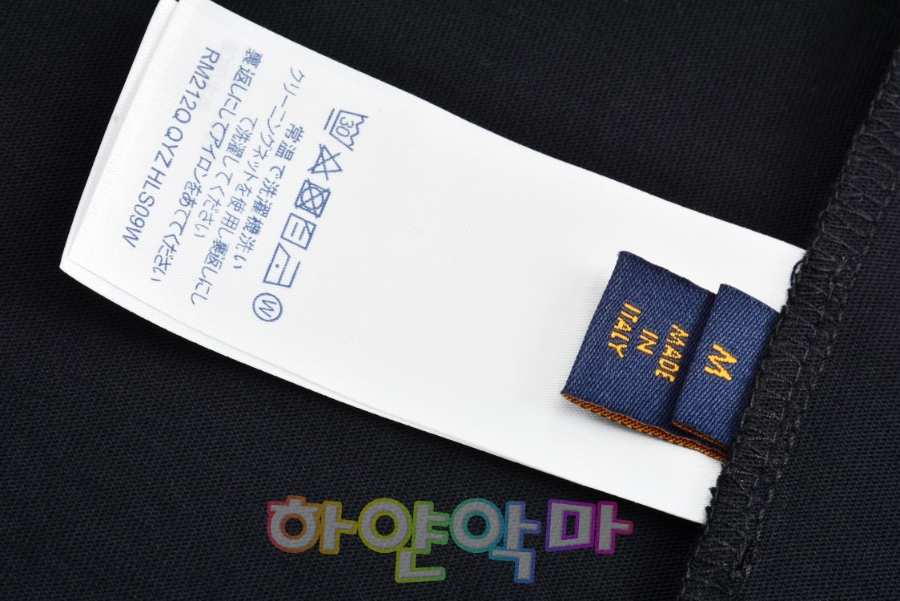 常温で洗濯機洗い
クリーニングネットを使用し裏返しにし
て洗濯してください
裏返しにしてアイロンをあててください
RM212Q QYZ HLS09W
30
W
MADE
IN
ITALY
M
하얀악마